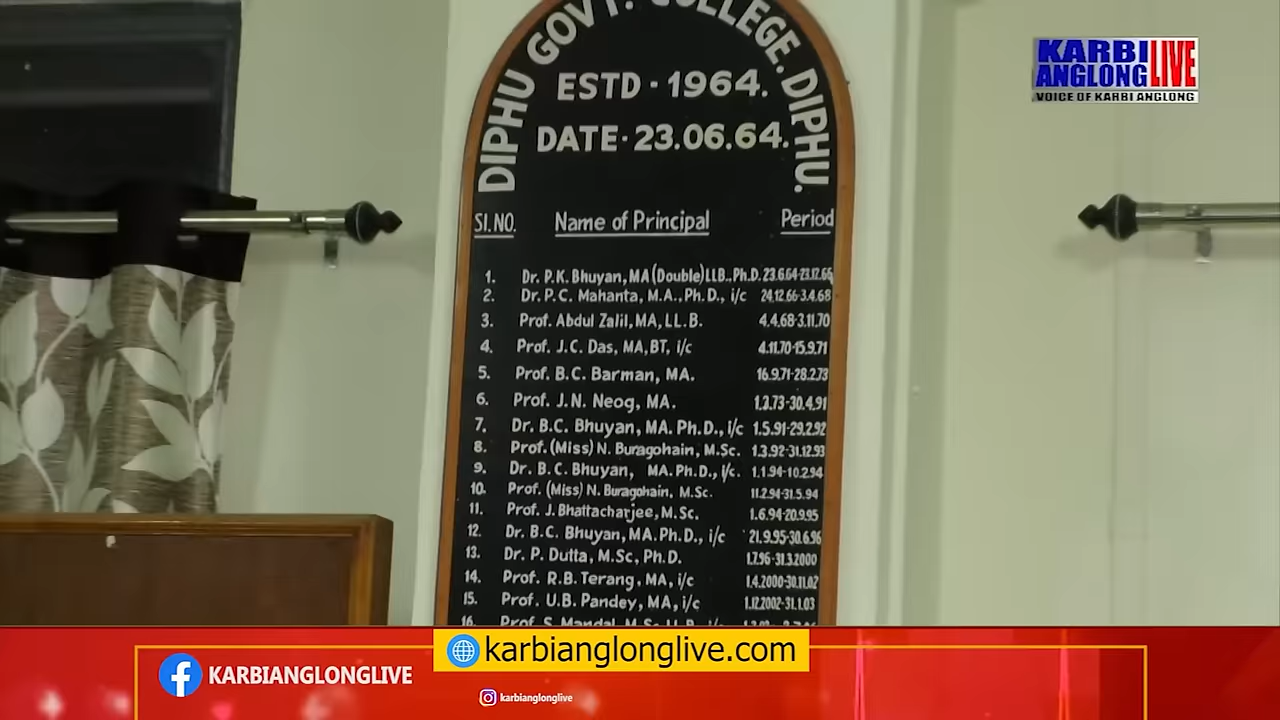 DIPHU GOVT. COLLEGE. DIPHU.
ESTD - 1964.
DATE - 23.06.64.
Sl. NO. Name of Principal Period
1. Dr. P.K. Bhuyan, MA (Double) LLB., Ph.D. 23.6.64-23.12.66
2. Dr. P.C. Mahanta, M.A., Ph.D., i/c 24.12.66-3.4.68
3. Prof. Abdul Zalil, MA, LL.B. 4.4.68-3.11.70
4. Prof. J.C. Das, MA, BT, i/c 4.11.70-15.9.71
5. Prof. B.C. Barman, MA. 16.9.71-28.2.73
6. Prof. J.N. Neog, MA. 1.3.73-30.4.91
7. Dr. B.C. Bhuyan, MA. Ph.D., i/c 1.5.91-29.2.92
8. Prof. (Miss) N. Buragohain, M.Sc. 1.3.92-31.12.93
9. Dr. B.C. Bhuyan, MA. Ph.D., i/c. 1.1.94-10.2.94
10. Prof. (Miss) N. Buragohain, M.Sc. 11.2.94-31.5.94
11. Prof. J. Bhattacharjee, M.Sc. 1.6.94-20.9.95
12. Dr. B.C. Bhuyan, MA. Ph.D., i/c 21.9.95-30.6.96
13. Dr. P. Dutta, M.Sc, Ph.D. 1.7.96-31.3.2000
14. Prof. R.B. Terang, MA, i/c 1.4.2000-30.11.02
15. Prof. U.B. Pandey, MA, i/c 1.12.2002-31.1.03
16. Prof. S. Mandal, M.Sc.
KARBI ANGLONG LIVE
VOICE OF KARBI ANGLONG
karbianglonglive.com
KARBIANGLONGLIVE
karbianglonglive